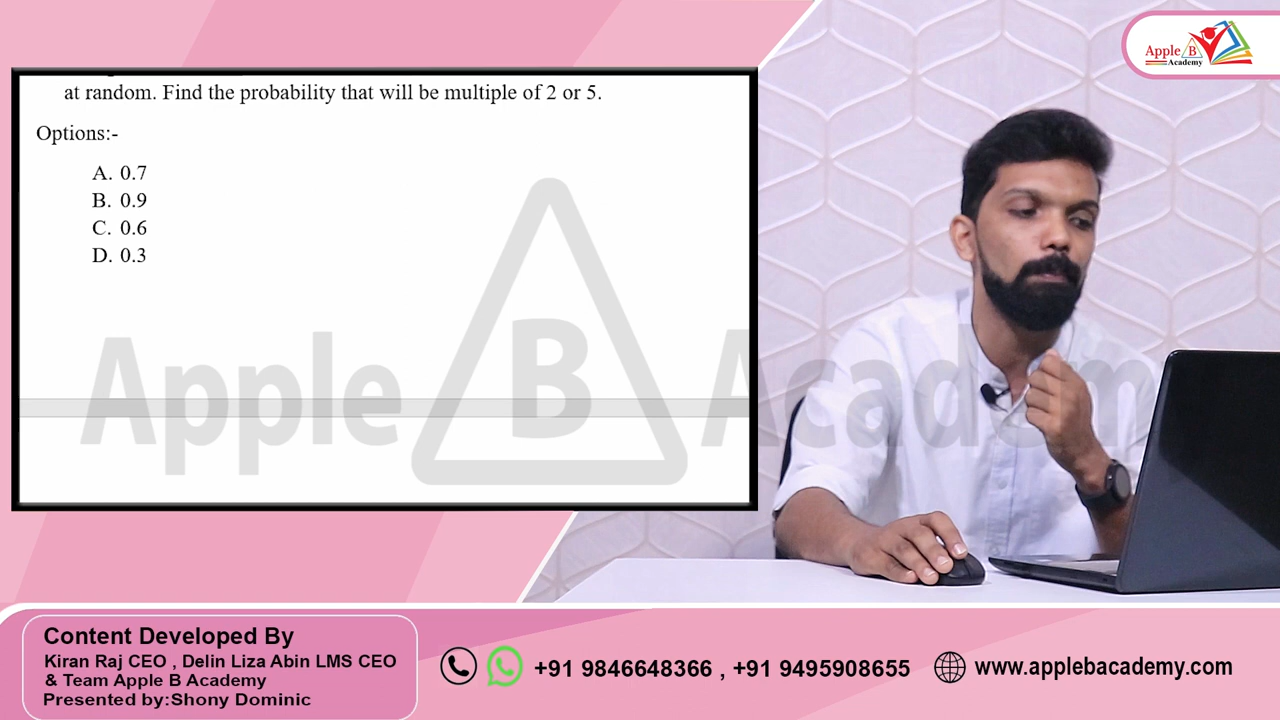 Apple B
Academy
at random. Find the probability that will be multiple of 2 or 5.
Options:-
A. 0.7
B. 0.9
C. 0.6
D. 0.3
Apple B Academy
Content Developed By
Kiran Raj CEO , Delin Liza Abin LMS CEO
& Team Apple B Academy
Presented by:Shony Dominic
+91 9846648366 , +91 9495908655
www.applebacademy.com